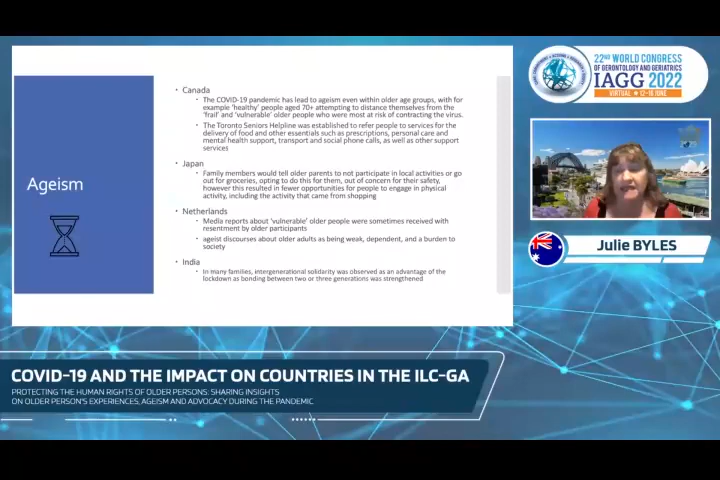 Ageism
• Canada
• The COVID-19 pandemic has lead to ageism even within older age groups, with for
example 'healthy' people aged 70+ attempting to distance themselves from the
'frail' and 'vulnerable' older people who were most at risk of contracting the virus.
• The Toronto Seniors Helpline was established to refer people to services for the
delivery of food and other essentials such as prescriptions, personal care and
mental health support, transport and social phone calls, as well as other support
services
• Japan
• Family members would tell older parents to not participate in local activities or go
out for groceries, opting to do this for them, out of concern for their safety,
however this resulted in fewer opportunities for people to engage in physical
activity, including the activity that came from shopping
• Netherlands
• Media reports about 'vulnerable' older people were sometimes received with
resentment by older participants
• ageist discourses about older adults as being weak, dependent, and a burden to
society
• India
• In many families, intergenerational solidarity was observed as an advantage of the
lockdown as bonding between two or three generations was strengthened
22ND WORLD CONGRESS
OF GERONTOLOGY AND GERIATRICS
IAGG 2022
VIRTUAL • 12-16 JUNE
Julie BYLES
COVID-19 AND THE IMPACT ON COUNTRIES IN THE ILC-GA
PROTECTING THE HUMAN RIGHTS OF OLDER PERSONS: SHARING INSIGHTS
ON OLDER PERSON'S EXPERIENCES, AGEISM AND ADVOCACY DURING THE PANDEMIC